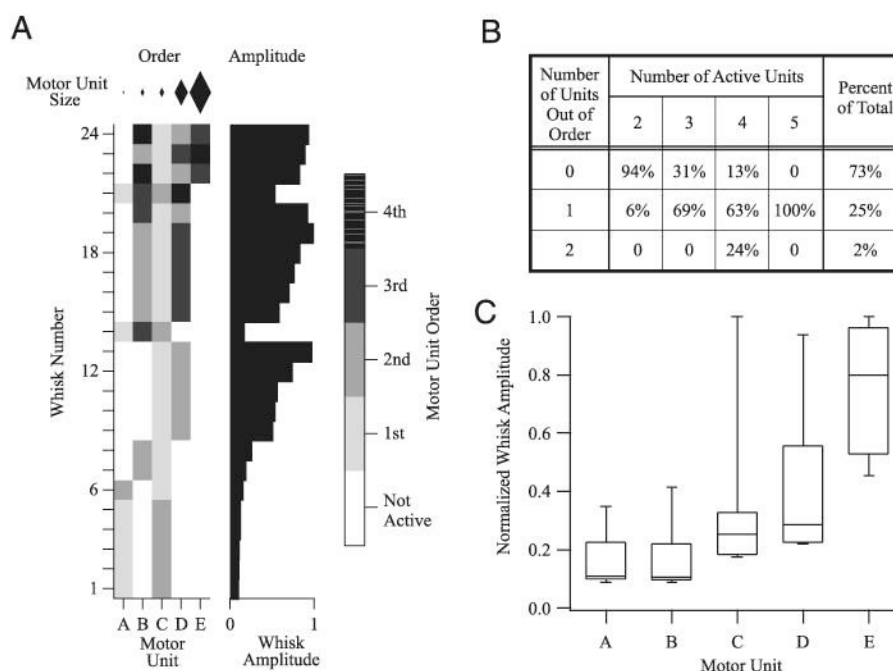 A
Order
Amplitude
Motor Unit
Size
24
18
12
6
1
Whisk Number
A B C D E
Motor
Unit
0 1
Whisk
Amplitude
4th
3rd
2nd
1st
Not
Active
Motor Unit Order
B
Number
of Units
Out of
Order
Number of Active Units
Percent
of Total
2 3 4 5
0 94% 31% 13% 0 73%
1 6% 69% 63% 100% 25%
2 0 0 24% 0 2%
C
1.0
0.8
0.6
0.4
0.2
0.0
Normalized Whisk Amplitude
A B C D E
Motor Unit